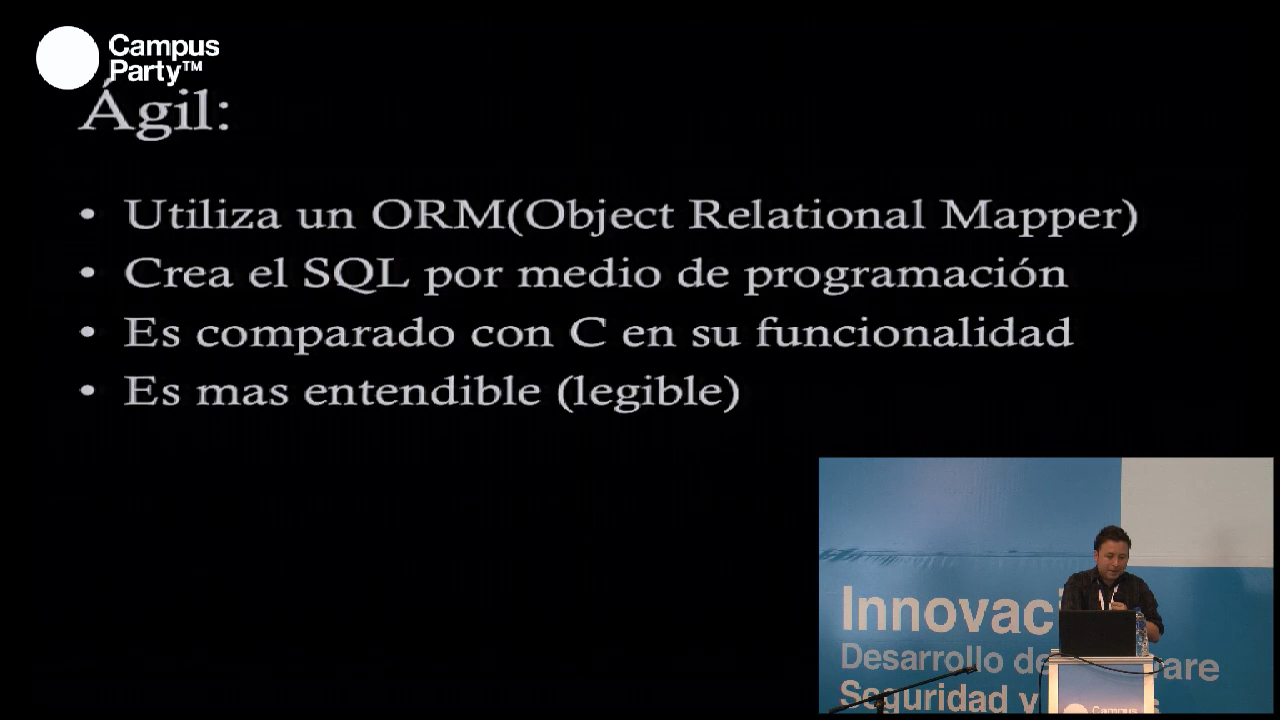 Campus
Party™
Ágil:
• Utiliza un ORM(Object Relational Mapper)
• Crea el SQL por medio de programación
• Es comparado con C en su funcionalidad
• Es mas entendible (legible)
Innovaci
Desarrollo de
Seguridad y
Campus